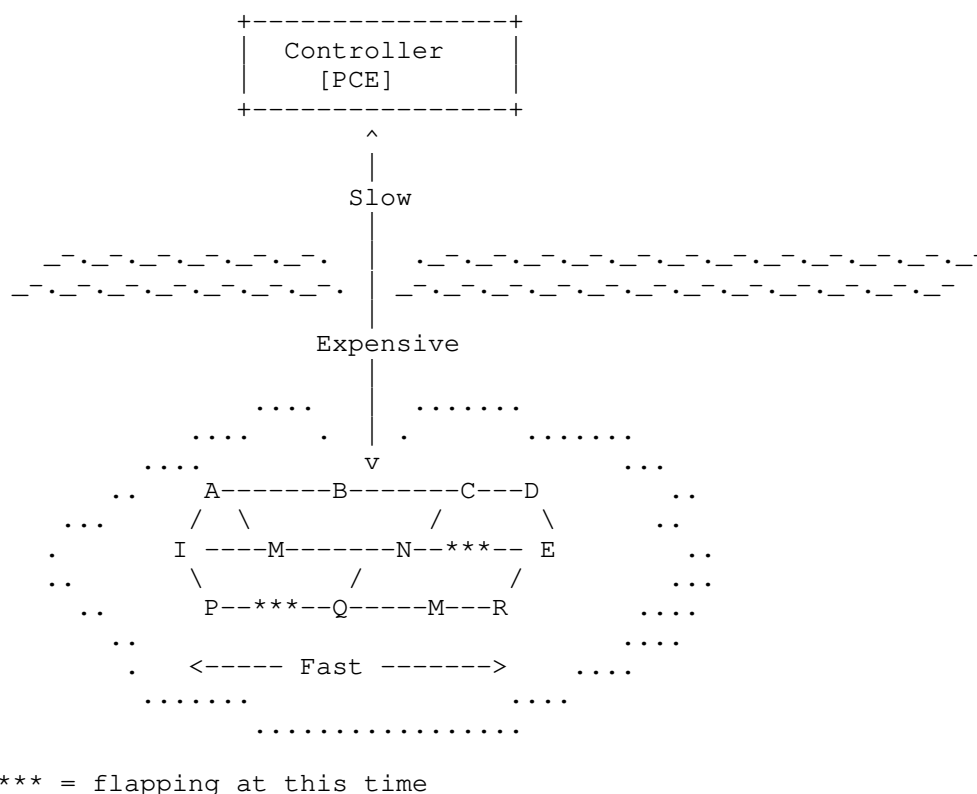 +----------------+
|   Controller   |
|     [PCE]      |
+----------------+
^
|
Slow
|
_-._-._-._-._-._-. | ._-._-._-._-._-._-._-._-._-._-._-._-
_-._-._-._-._-._-._-. | _-._-._-._-._-._-._-._-._-._-._-._-
|
Expensive
|
.... | .......
.... . | . .......
.... v ...
.. A-------B-------C---D ..
... / \ / \ ..
. I ----M-------N--***-- E ..
.. \ / / ...
.. P--***--Q-----M---R ....
.. ....
. <----- Fast -------> ....
....... ....
.................
*** = flapping at this time